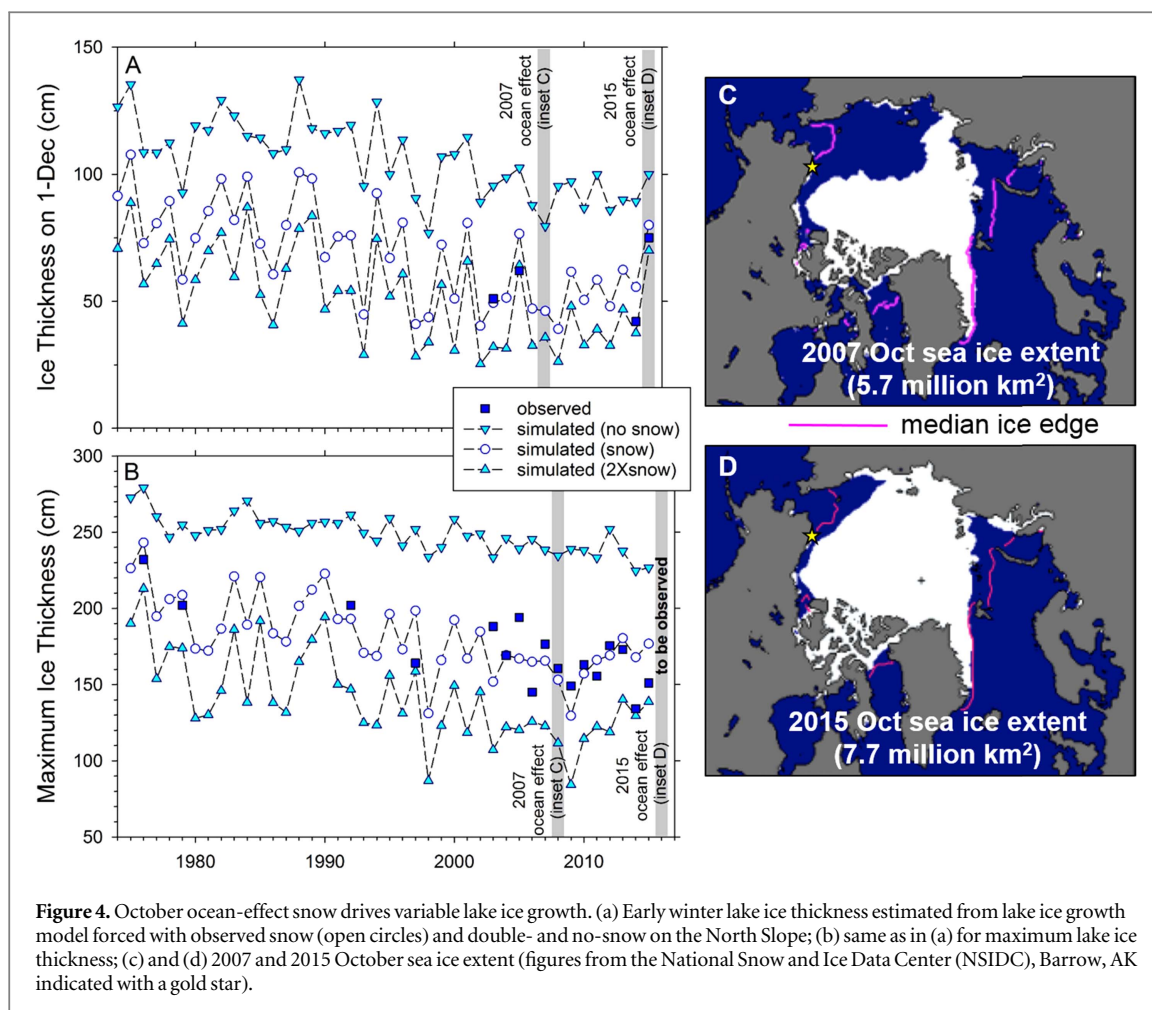 A
Ice Thickness on 1-Dec (cm)
150
100
50
0
2007
ocean effect
(inset C)
2015
ocean effect
(inset D)
observed
simulated (no snow)
simulated (snow)
simulated (2Xsnow)
B
Maximum Ice Thickness (cm)
300
250
200
150
100
50
2007
ocean effect
(inset C)
2015
ocean effect
(inset D)
to be observed
1980
1990
2000
2010
C
2007 Oct sea ice extent
(5.7 million km²)
median ice edge
D
2015 Oct sea ice extent
(7.7 million km²)
Figure 4. October ocean-effect snow drives variable lake ice growth. (a) Early winter lake ice thickness estimated from lake ice growth
model forced with observed snow (open circles) and double- and no-snow on the North Slope; (b) same as in (a) for maximum lake ice
thickness; (c) and (d) 2007 and 2015 October sea ice extent (figures from the National Snow and Ice Data Center (NSIDC), Barrow, AK
indicated with a gold star).